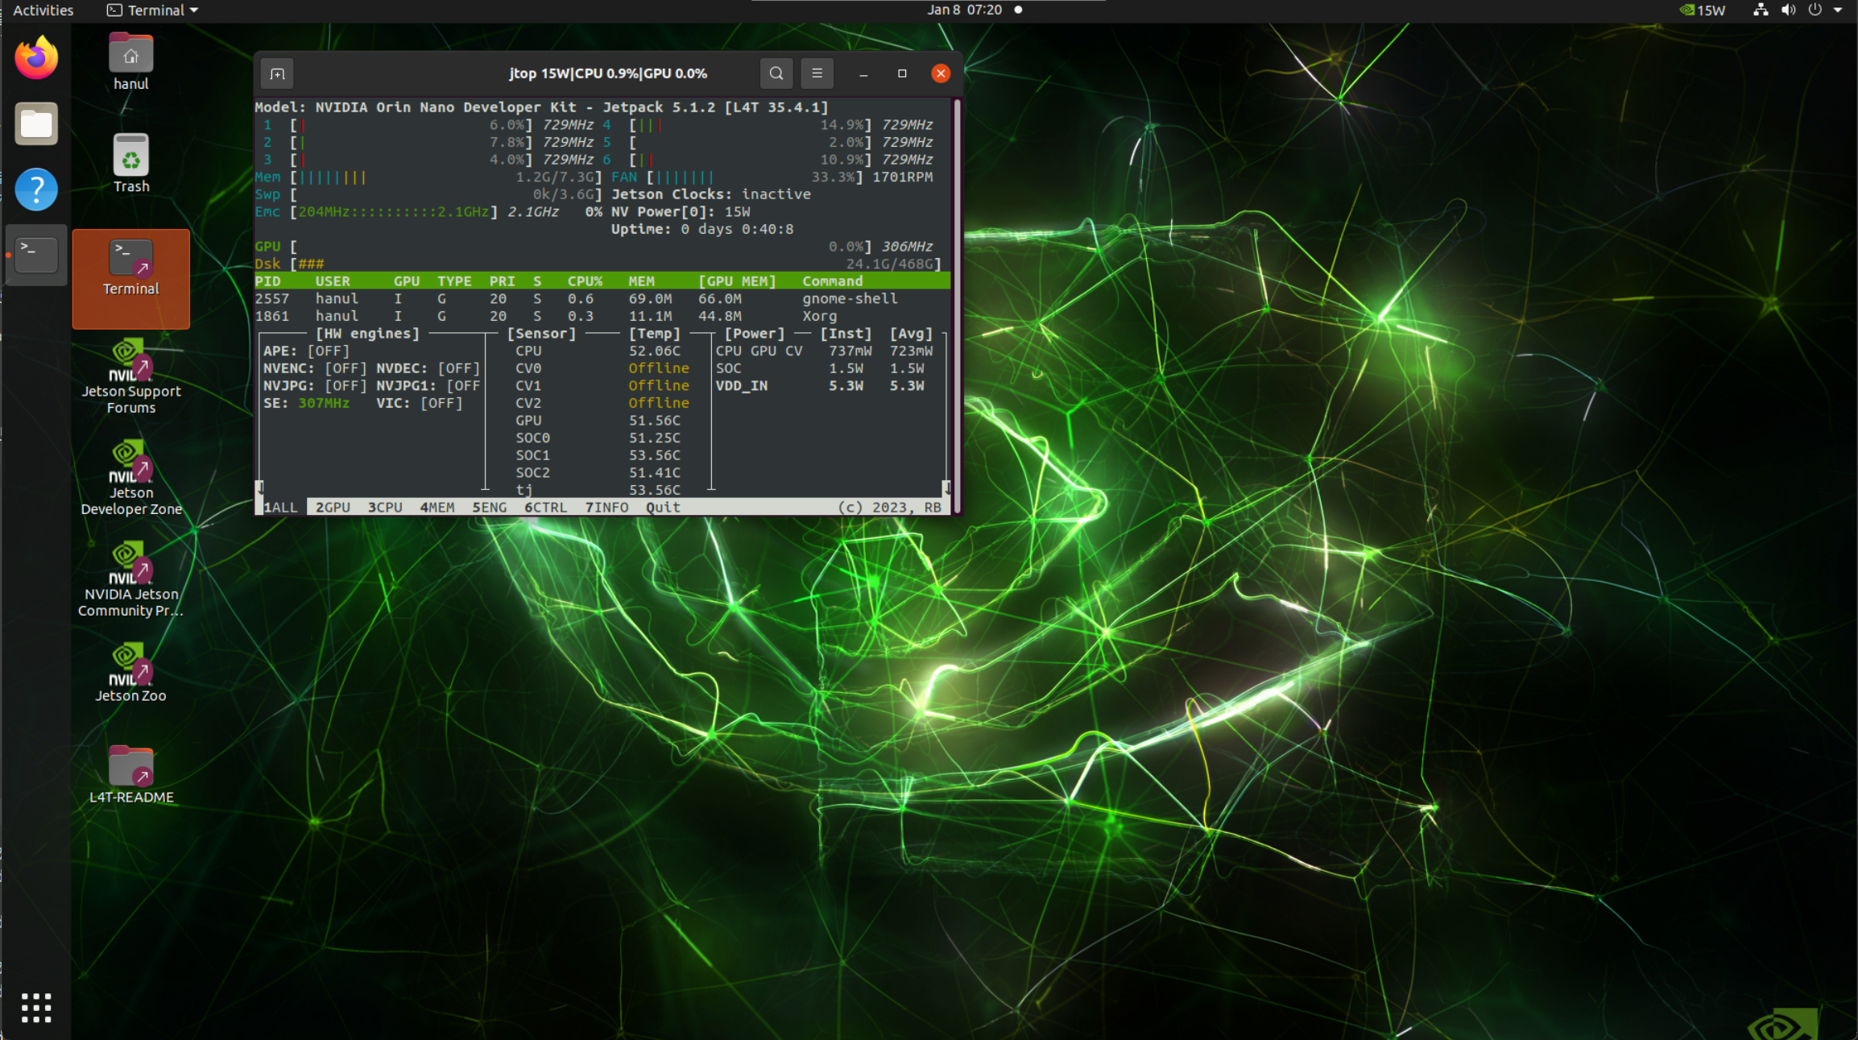 Activities
Terminal
Jan 8 07:20
15W
hanul
Trash
Terminal
NVIDIA
Jetson Support
Forums
NVIDIA
Jetson
Developer Zone
NVIDIA
NVIDIA Jetson
Community Pr...
NVIDIA
Jetson Zoo
L4T-README
jtop 15W|CPU 0.9%|GPU 0.0%
Model: NVIDIA Orin Nano Developer Kit - Jetpack 5.1.2 [L4T 35.4.1]
1 [| 6.0%] 729MHz 4 [||| 14.9%] 729MHz
2 [| 7.8%] 729MHz 5 [ 2.0%] 729MHz
3 [| 4.0%] 729MHz 6 [|| 10.9%] 729MHz
Mem [|||||||| 1.2G/7.3G] FAN [||||||| 33.3%] 1701RPM
Swp [ 0k/3.6G] Jetson Clocks: inactive
Emc [204MHz::::::::::2.1GHz] 2.1GHz 0% NV Power[0]: 15W
Uptime: 0 days 0:40:8
GPU [ 0.0%] 306MHz
Dsk [### 24.1G/468G]
PID USER GPU TYPE PRI S CPU% MEM [GPU MEM] Command
2557 hanul I G 20 S 0.6 69.0M 66.0M gnome-shell
1861 hanul I G 20 S 0.3 11.1M 44.8M Xorg
[HW engines] [Sensor] [Temp] [Power] [Inst] [Avg]
APE: [OFF] CPU 52.06C CPU GPU CV 737mW 723mW
NVENC: [OFF] NVDEC: [OFF] CV0 Offline SOC 1.5W 1.5W
NVJPG: [OFF] NVJPG1: [OFF CV1 Offline VDD_IN 5.3W 5.3W
SE: 307MHz VIC: [OFF] CV2 Offline
GPU 51.56C
SOC0 51.25C
SOC1 53.56C
SOC2 51.41C
tj 53.56C
1ALL 2GPU 3CPU 4MEM 5ENG 6CTRL 7INFO Quit (c) 2023, RB